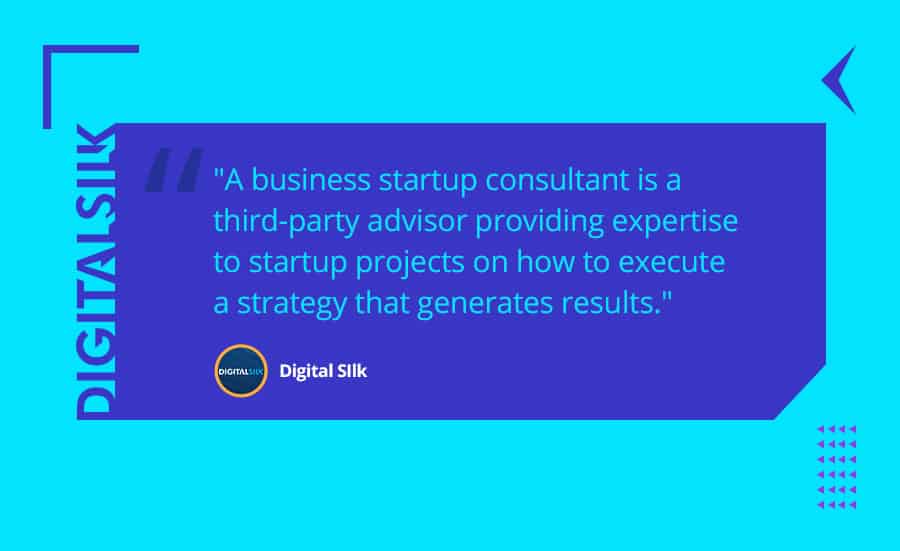 DIGITALSILK
"A business startup consultant is a
third-party advisor providing expertise
to startup projects on how to execute
a strategy that generates results."
DIGITALSILK
Digital SIlk